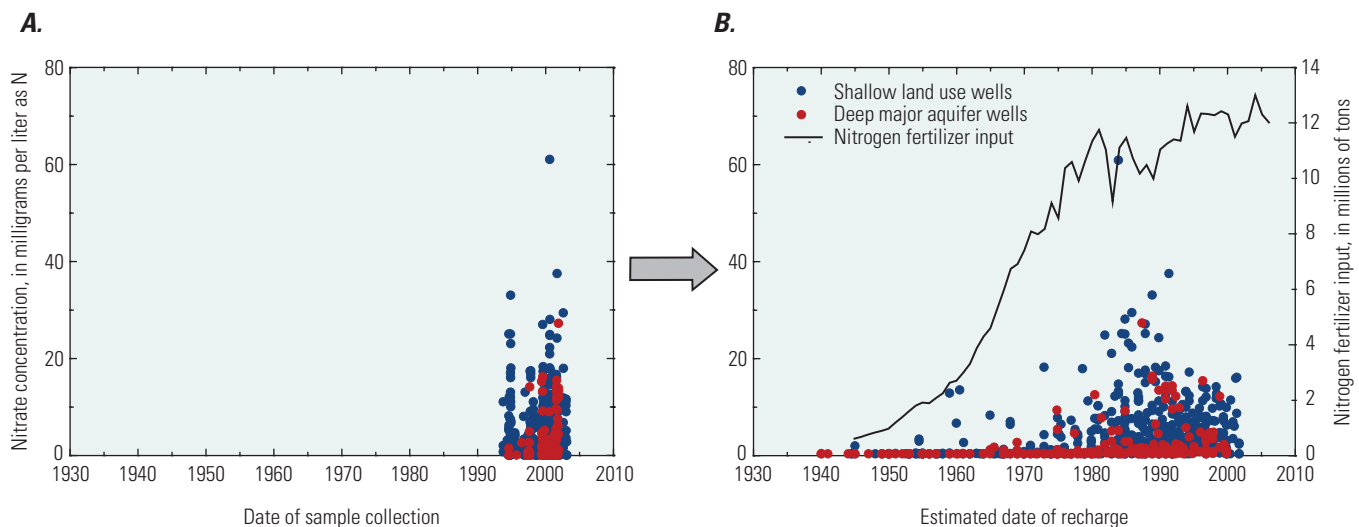 A.
B.
Nitrate concentration, in milligrams per liter as N
80
60
40
20
0
1930 1940 1950 1960 1970 1980 1990 2000 2010
Date of sample collection
80
60
40
20
0
Shallow land use wells
Deep major aquifer wells
Nitrogen fertilizer input
14
12
10
8
6
4
2
0
Nitrogen fertilizer input, in millions of tons
1930 1940 1950 1960 1970 1980 1990 2000 2010
Estimated date of recharge